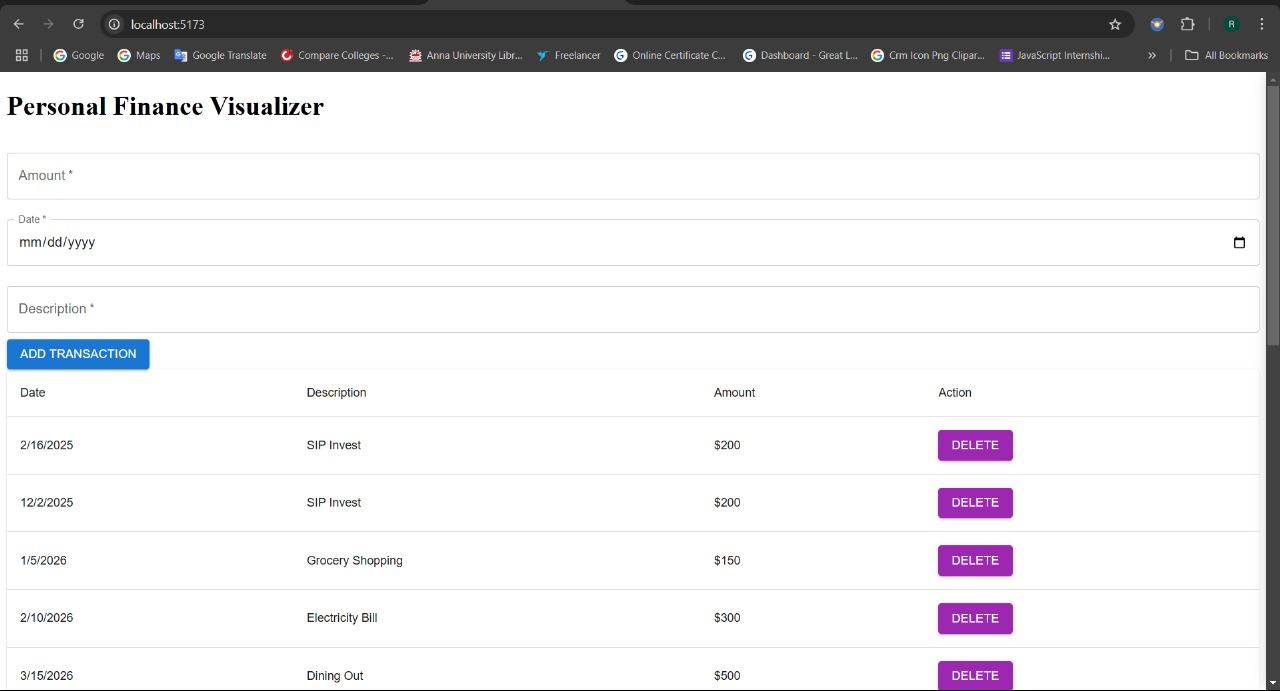 localhost:5173
R
Google Maps Google Translate Compare Colleges -... Anna University Libr... Freelancer Online Certificate C... Dashboard - Great L... Crm Icon Png Clipar... JavaScript Internshi... » All Bookmarks
Personal Finance Visualizer
Amount *
Date *
mm/dd/yyyy
Description *
ADD TRANSACTION
Date Description Amount Action
2/16/2025 SIP Invest $200 DELETE
12/2/2025 SIP Invest $200 DELETE
1/5/2026 Grocery Shopping $150 DELETE
2/10/2026 Electricity Bill $300 DELETE
3/15/2026 Dining Out $500 DELETE